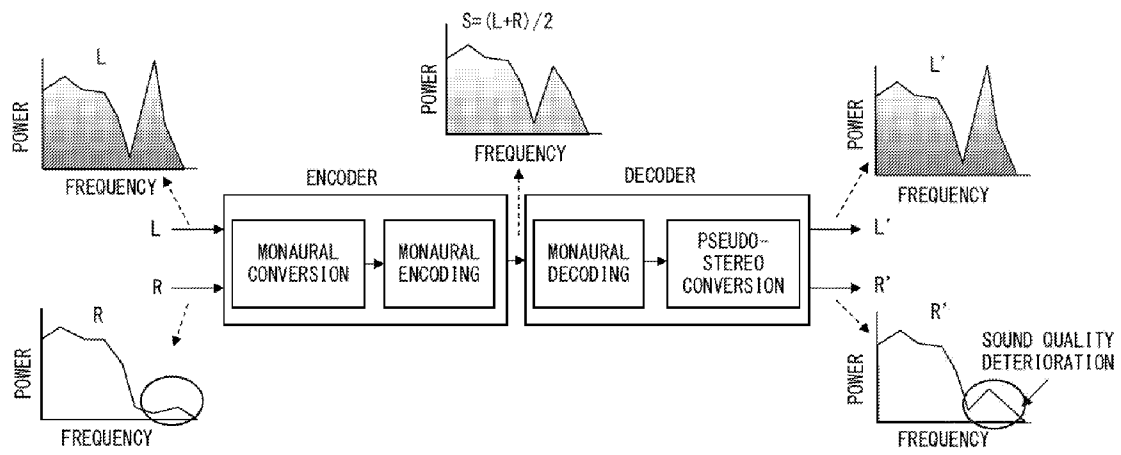 S=(L+R)/2
POWER
FREQUENCY
L
POWER
FREQUENCY
L'
POWER
FREQUENCY
ENCODER
DECODER
L
R
MONAURAL
CONVERSION
MONAURAL
ENCODING
MONAURAL
DECODING
PSEUDO-
STEREO
CONVERSION
L'
R'
R
POWER
FREQUENCY
R'
POWER
FREQUENCY
SOUND QUALITY
DETERIORATION